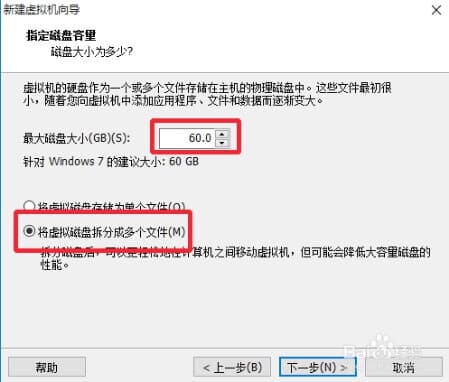 新建虚拟机向导
指定磁盘容量
磁盘大小为多少?
虚拟机的硬盘作为一个或多个文件存储在主机的物理磁盘中。这些文件最初很
小，随着您向虚拟机中添加应用程序、文件和数据而逐渐变大。
最大磁盘大小(GB)(S): 60.0
针对 Windows 7 的建议大小: 60 GB
将虚拟磁盘存储为单个文件(O)
将虚拟磁盘拆分成多个文件(M)
拆分磁盘后，可以更轻松地在计算机之间移动虚拟机，但可能会降低大容量磁盘的
性能。
Baidu经验
帮助 < 上一步(B) 下一步(N) > 取消